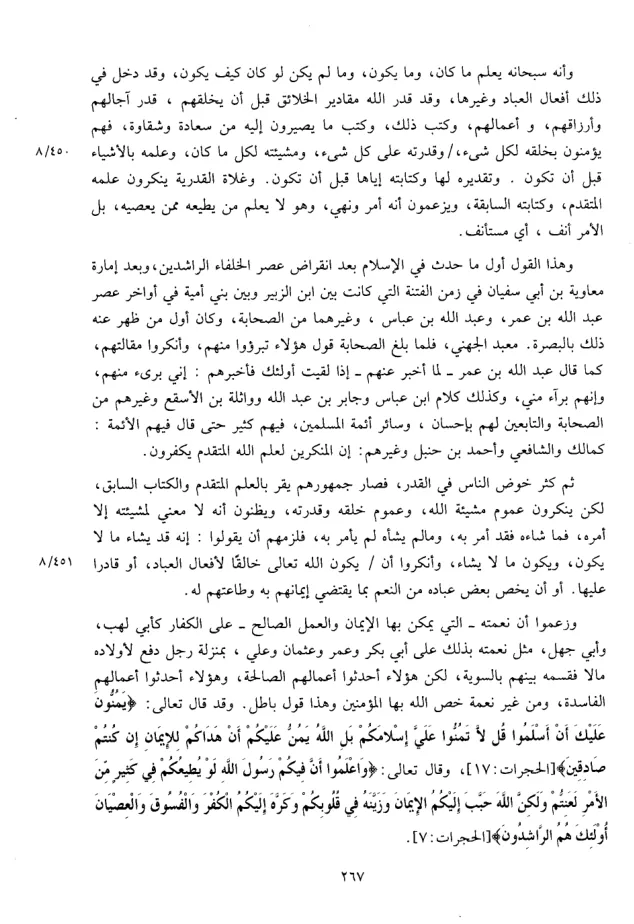 وأنه سبحانه يعلم ما كان، وما يكون، وما لم يكن لو كان كيف يكون، وقد دخل في
ذلك أفعال العباد وغيرها، وقد قدر الله مقادير الخلائق قبل أن يخلقهم ، قدر آجالهم
وأرزاقهم، و أعمالهم، وكتب ذلك، وكتب ما يصيرون إليه من سعادة وشقاوة، فهم
يؤمنون بخلقه لكل شىء،/ وقدرته على كل شىء، ومشيئته لكل ما كان، وعلمه بالأشياء
٨/٤٥٠
قبل أن تكون . وتقديره لها وكتابته إياها قبل أن تكون. وغلاة القدرية ينكرون علمه
المتقدم، وكتابته السابقة، ويزعمون أنه أمر ونهي، وهو لا يعلم من يطيعه ممن يعصيه، بل
الأمر أنف ، أي مستأنف.
وهذا القول أول ما حدث في الإسلام بعد انقراض عصر الخلفاء الراشدين،وبعد إمارة
معاوية بن أبي سفيان في زمن الفتنة التي كانت بين ابن الزبير وبين بني أمية في أواخر عصر
عبد الله بن عمر، وعبد الله بن عباس ، وغيرهما من الصحابة، وكان أول من ظهر عنه
ذلك بالبصرة. معبد الجهني، فلما بلغ الصحابة قول هؤلاء تبرؤوا منهم، وأنكروا مقالتهم،
كما قال عبد الله بن عمر ـ لما أخبر عنهم ـ إذا لقيت أولئك فأخبرهم : إني برىء منهم،
وإنهم برآء مني، وكذلك كلام ابن عباس وجابر بن عبد الله وواثلة بن الأسقع وغيرهم من
الصحابة والتابعين لهم بإحسان ، وسائر أئمة المسلمين، فيهم كثير حتى قال فيهم الأئمة :
كمالك والشافعي وأحمد بن حنبل وغيرهم: إن المنكرين لعلم الله المتقدم يكفرون.
ثم كثر خوض الناس في القدر، فصار جمهورهم يقر بالعلم المتقدم والكتاب السابق،
لكن ينكرون عموم مشيئة الله، وعموم خلقه وقدرته، ويظنون أنه لا معني لمشيئته إلا
أمره، فما شاءه فقد أمر به، ومالم يشأه لم يأمر به، فلزمهم أن يقولوا : إنه قد يشاء ما لا
يكون، ويكون ما لا يشاء، وأنكروا أن / يكون الله تعالى خالقًا لأفعال العباد، أو قادرا
٨/٤٥١
عليها. أو أن يخص بعض عباده من النعم بما يقتضي إيمانهم به وطاعتهم له.
وزعموا أن نعمته ـ التي يمكن بها الإيمان والعمل الصالح ـ على الكفار كأبي لهب،
وأبي جهل، مثل نعمته بذلك على أبي بكر وعمر وعثمان وعلي ، بمنزلة رجل دفع لأولاده
مالا فقسمه بينهم بالسوية، لكن هؤلاء أحدثوا أعمالهم الصالحة، وهؤلاء أحدثوا أعمالهم
الفاسدة، ومن غير نعمة خص الله بها المؤمنين وهذا قول باطل. وقد قال تعالى: ﴿يَمُنُّونَ
عَلَيْكَ أَنْ أَسْلَمُوا قُل لاَّ تَمُنُّوا عَلَيَّ إِسْلامَكُم بَلِ اللَّهُ يَمُنُّ عَلَيْكُمْ أَنْ هَدَاكُمْ لِلإِيمَانِ إِن كُنتُمْ
صَادِقِينَ﴾[الحجرات:١٧]، وقال تعالى:﴿وَاعْلَمُوا أَنَّ فِيكُمْ رَسُولَ اللَّهِ لَوْ يُطِيعُكُمْ فِي كَثِيرٍ مِّنَ
الأَمْرِ لَعَنِتُّمْ وَلَكِنَّ اللَّهَ حَبَّبَ إِلَيْكُمُ الإِيمَانَ وَزَيَّنَهُ فِي قُلُوبِكُمْ وَكَرَّهَ إِلَيْكُمُ الْكُفْرَ وَالْفُسُوقَ وَالْعِصْيَانَ
أُوْلَئِكَ هُمُ الرَّاشِدُونَ﴾[الحجرات:٧].
٢٦٧